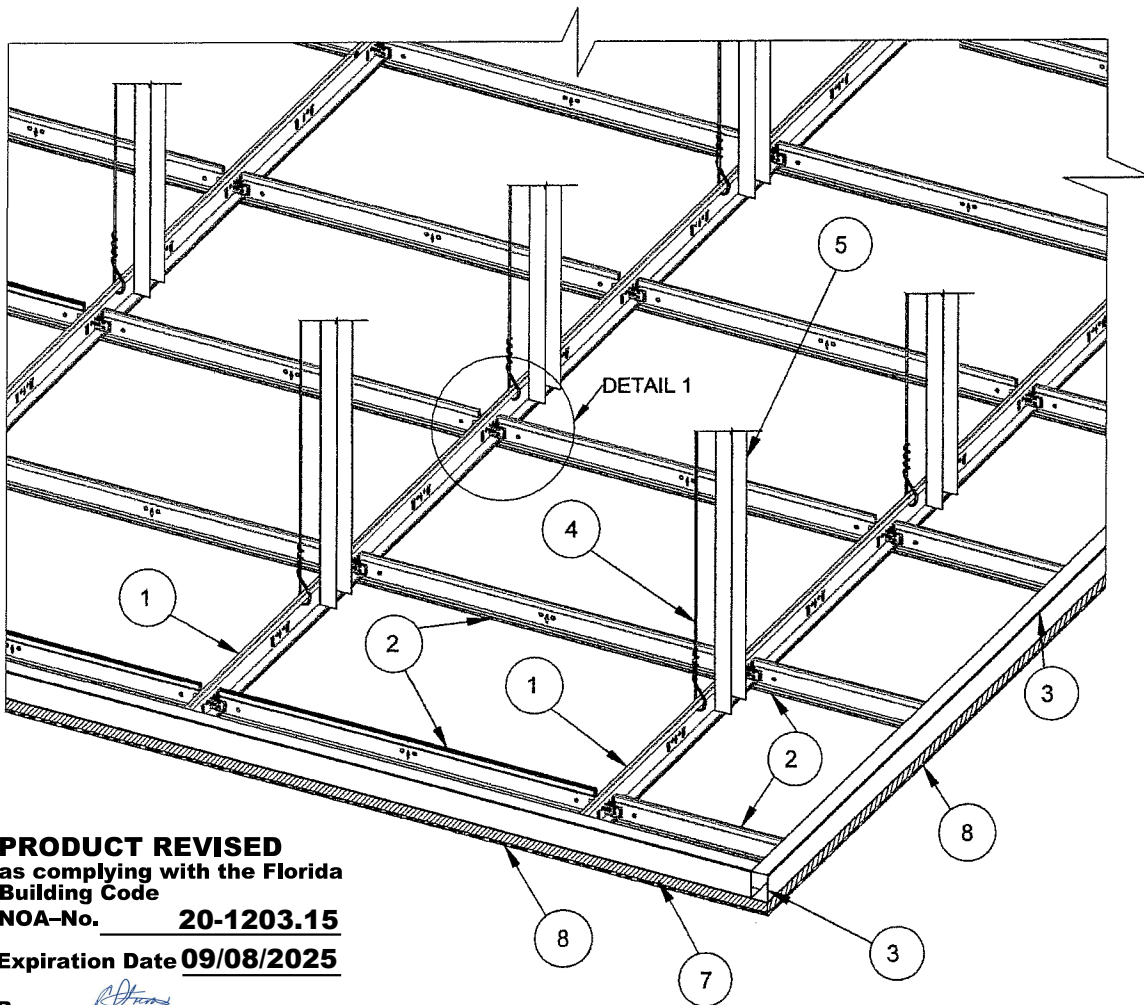 5
DETAIL 1
4
1
2
1
3
2
8
PRODUCT REVISED
as complying with the Florida
Building Code
NOA–No. 20-1203.15
Expiration Date 09/08/2025
8
3
7